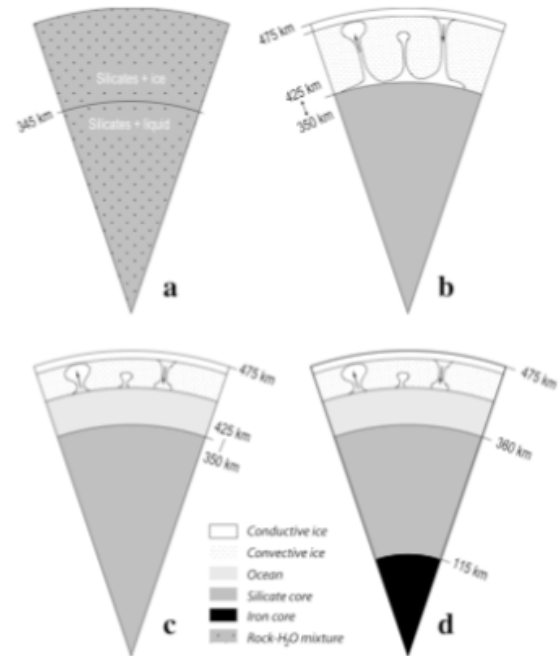 Silicates + ice
345 km
Silicates + liquid
a
475 km
425 km
350 km
b
475 km
425 km
350 km
c
Conductive ice
Convective ice
Ocean
Silicate core
Iron core
Rock-H₂O mixture
475 km
360 km
115 km
d